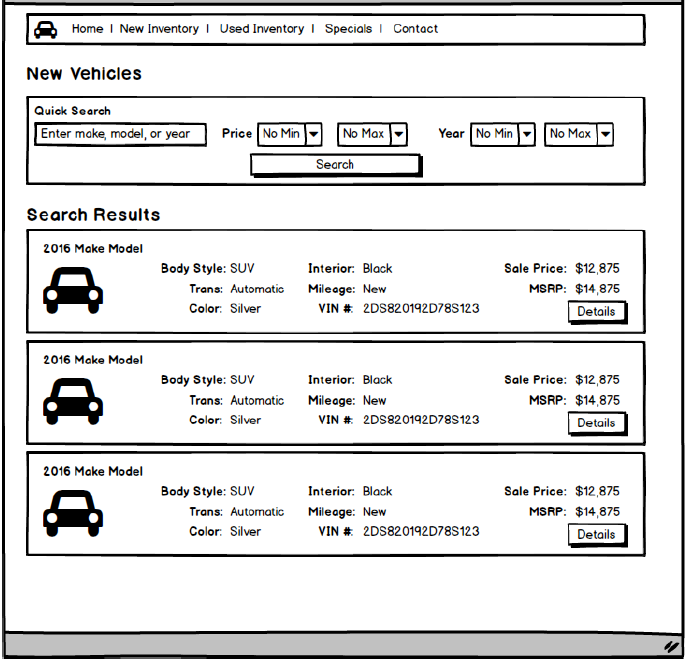 Home | New Inventory | Used Inventory | Specials | Contact
New Vehicles
Quick Search
Enter make, model, or year Price No Min No Max Year No Min No Max
Search
Search Results
2016 Make Model
Body Style: SUV Interior: Black Sale Price: $12,875
Trans: Automatic Mileage: New MSRP: $14,875
Color: Silver VIN #: 2DS820192D78S123 Details
2016 Make Model
Body Style: SUV Interior: Black Sale Price: $12,875
Trans: Automatic Mileage: New MSRP: $14,875
Color: Silver VIN #: 2DS820192D78S123 Details
2016 Make Model
Body Style: SUV Interior: Black Sale Price: $12,875
Trans: Automatic Mileage: New MSRP: $14,875
Color: Silver VIN #: 2DS820192D78S123 Details